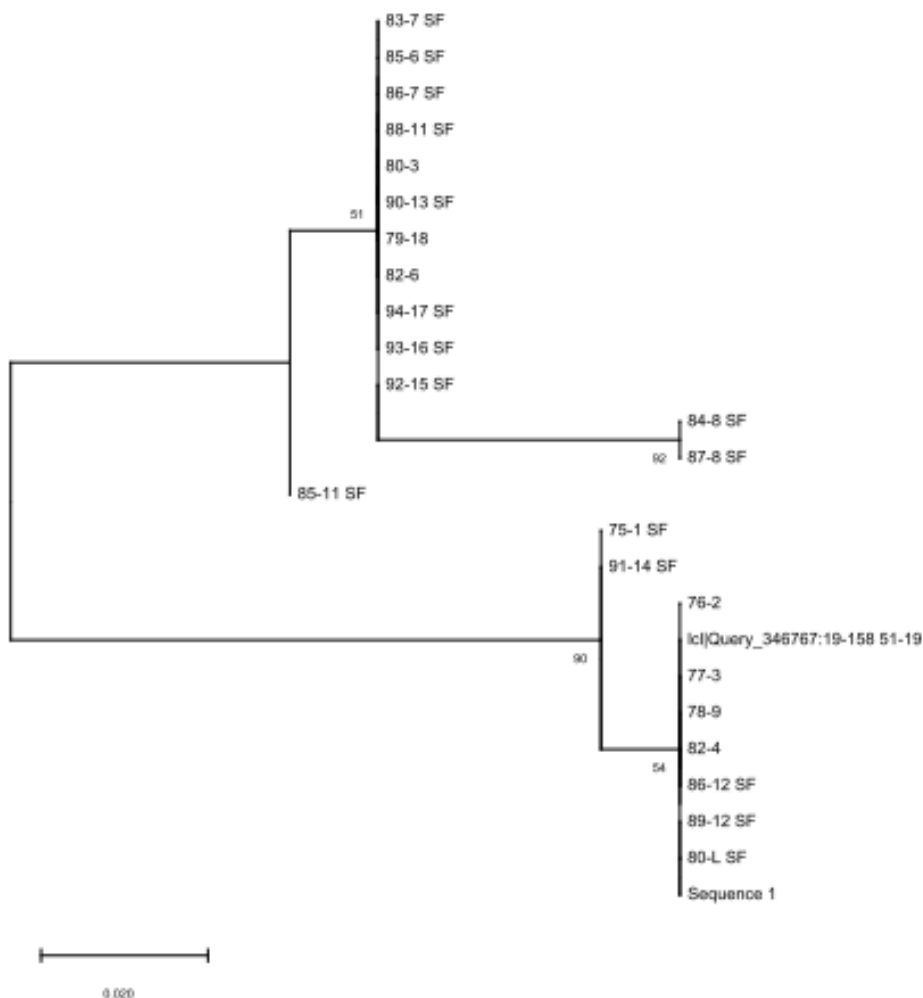 83-7 SF
85-6 SF
86-7 SF
88-11 SF
80-3
90-13 SF
51
79-18
82-6
94-17 SF
93-16 SF
92-15 SF
84-8 SF
92
87-8 SF
85-11 SF
75-1 SF
91-14 SF
76-2
lcl|Query_346767:19-158 51-19
90
77-3
78-9
82-4
54
86-12 SF
89-12 SF
80-L SF
Sequence 1
0.020